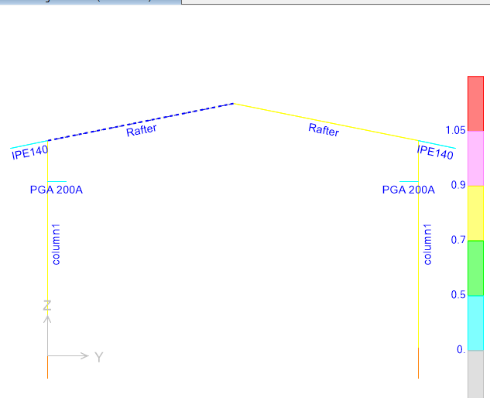 Rafter
Rafter
1.05
IPE140
IPE140
PGA 200A
PGA 200A
0.9
column1
column1
0.7
0.5
Z
Y
0.